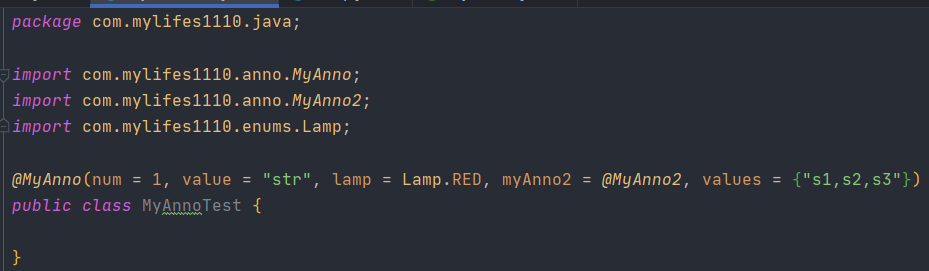 package com.mylifes1110.java;
import com.mylifes1110.anno.MyAnno;
import com.mylifes1110.anno.MyAnno2;
import com.mylifes1110.enums.Lamp;
@MyAnno(num = 1, value = "str", lamp = Lamp.RED, myAnno2 = @MyAnno2, values = {"s1,s2,s3"})
public class MyAnnoTest {
}